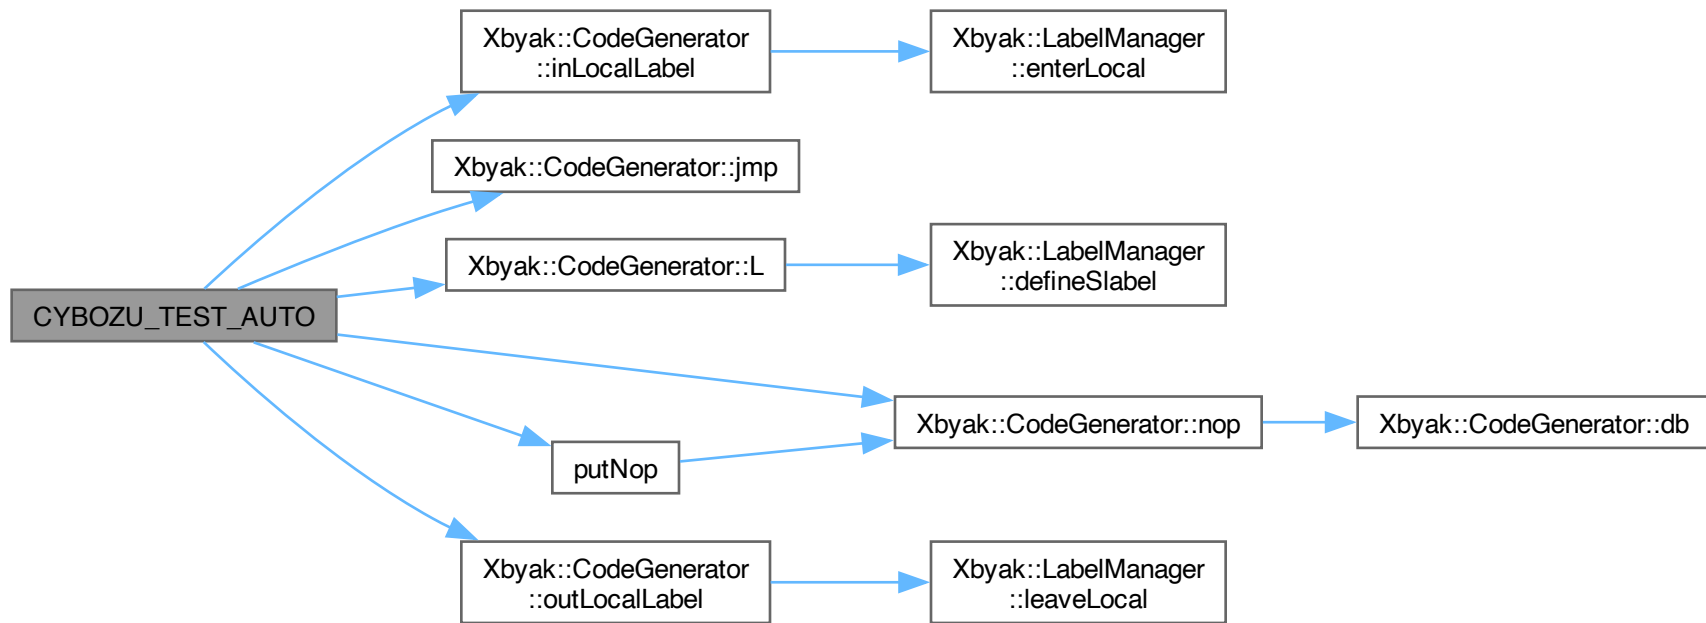 Xbyak::CodeGenerator
::inLocalLabel
Xbyak::LabelManager
::enterLocal
Xbyak::CodeGenerator::jmp
Xbyak::CodeGenerator::L
Xbyak::LabelManager
::defineSlabel
CYBOZU_TEST_AUTO
Xbyak::CodeGenerator::nop
Xbyak::CodeGenerator::db
putNop
Xbyak::CodeGenerator
::outLocalLabel
Xbyak::LabelManager
::leaveLocal